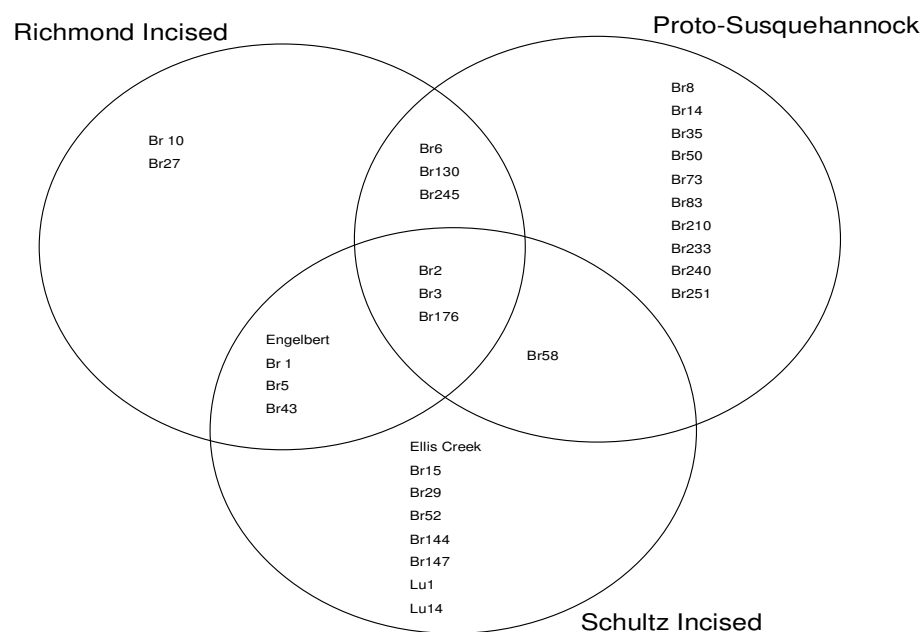 Richmond Incised
Proto-Susquehannock
Br 10
Br27
Br6
Br130
Br245
Br8
Br14
Br35
Br50
Br73
Br83
Br210
Br233
Br240
Br251
Br2
Br3
Br176
Engelbert
Br 1
Br5
Br43
Br58
Ellis Creek
Br15
Br29
Br52
Br144
Br147
Lu1
Lu14
Schultz Incised